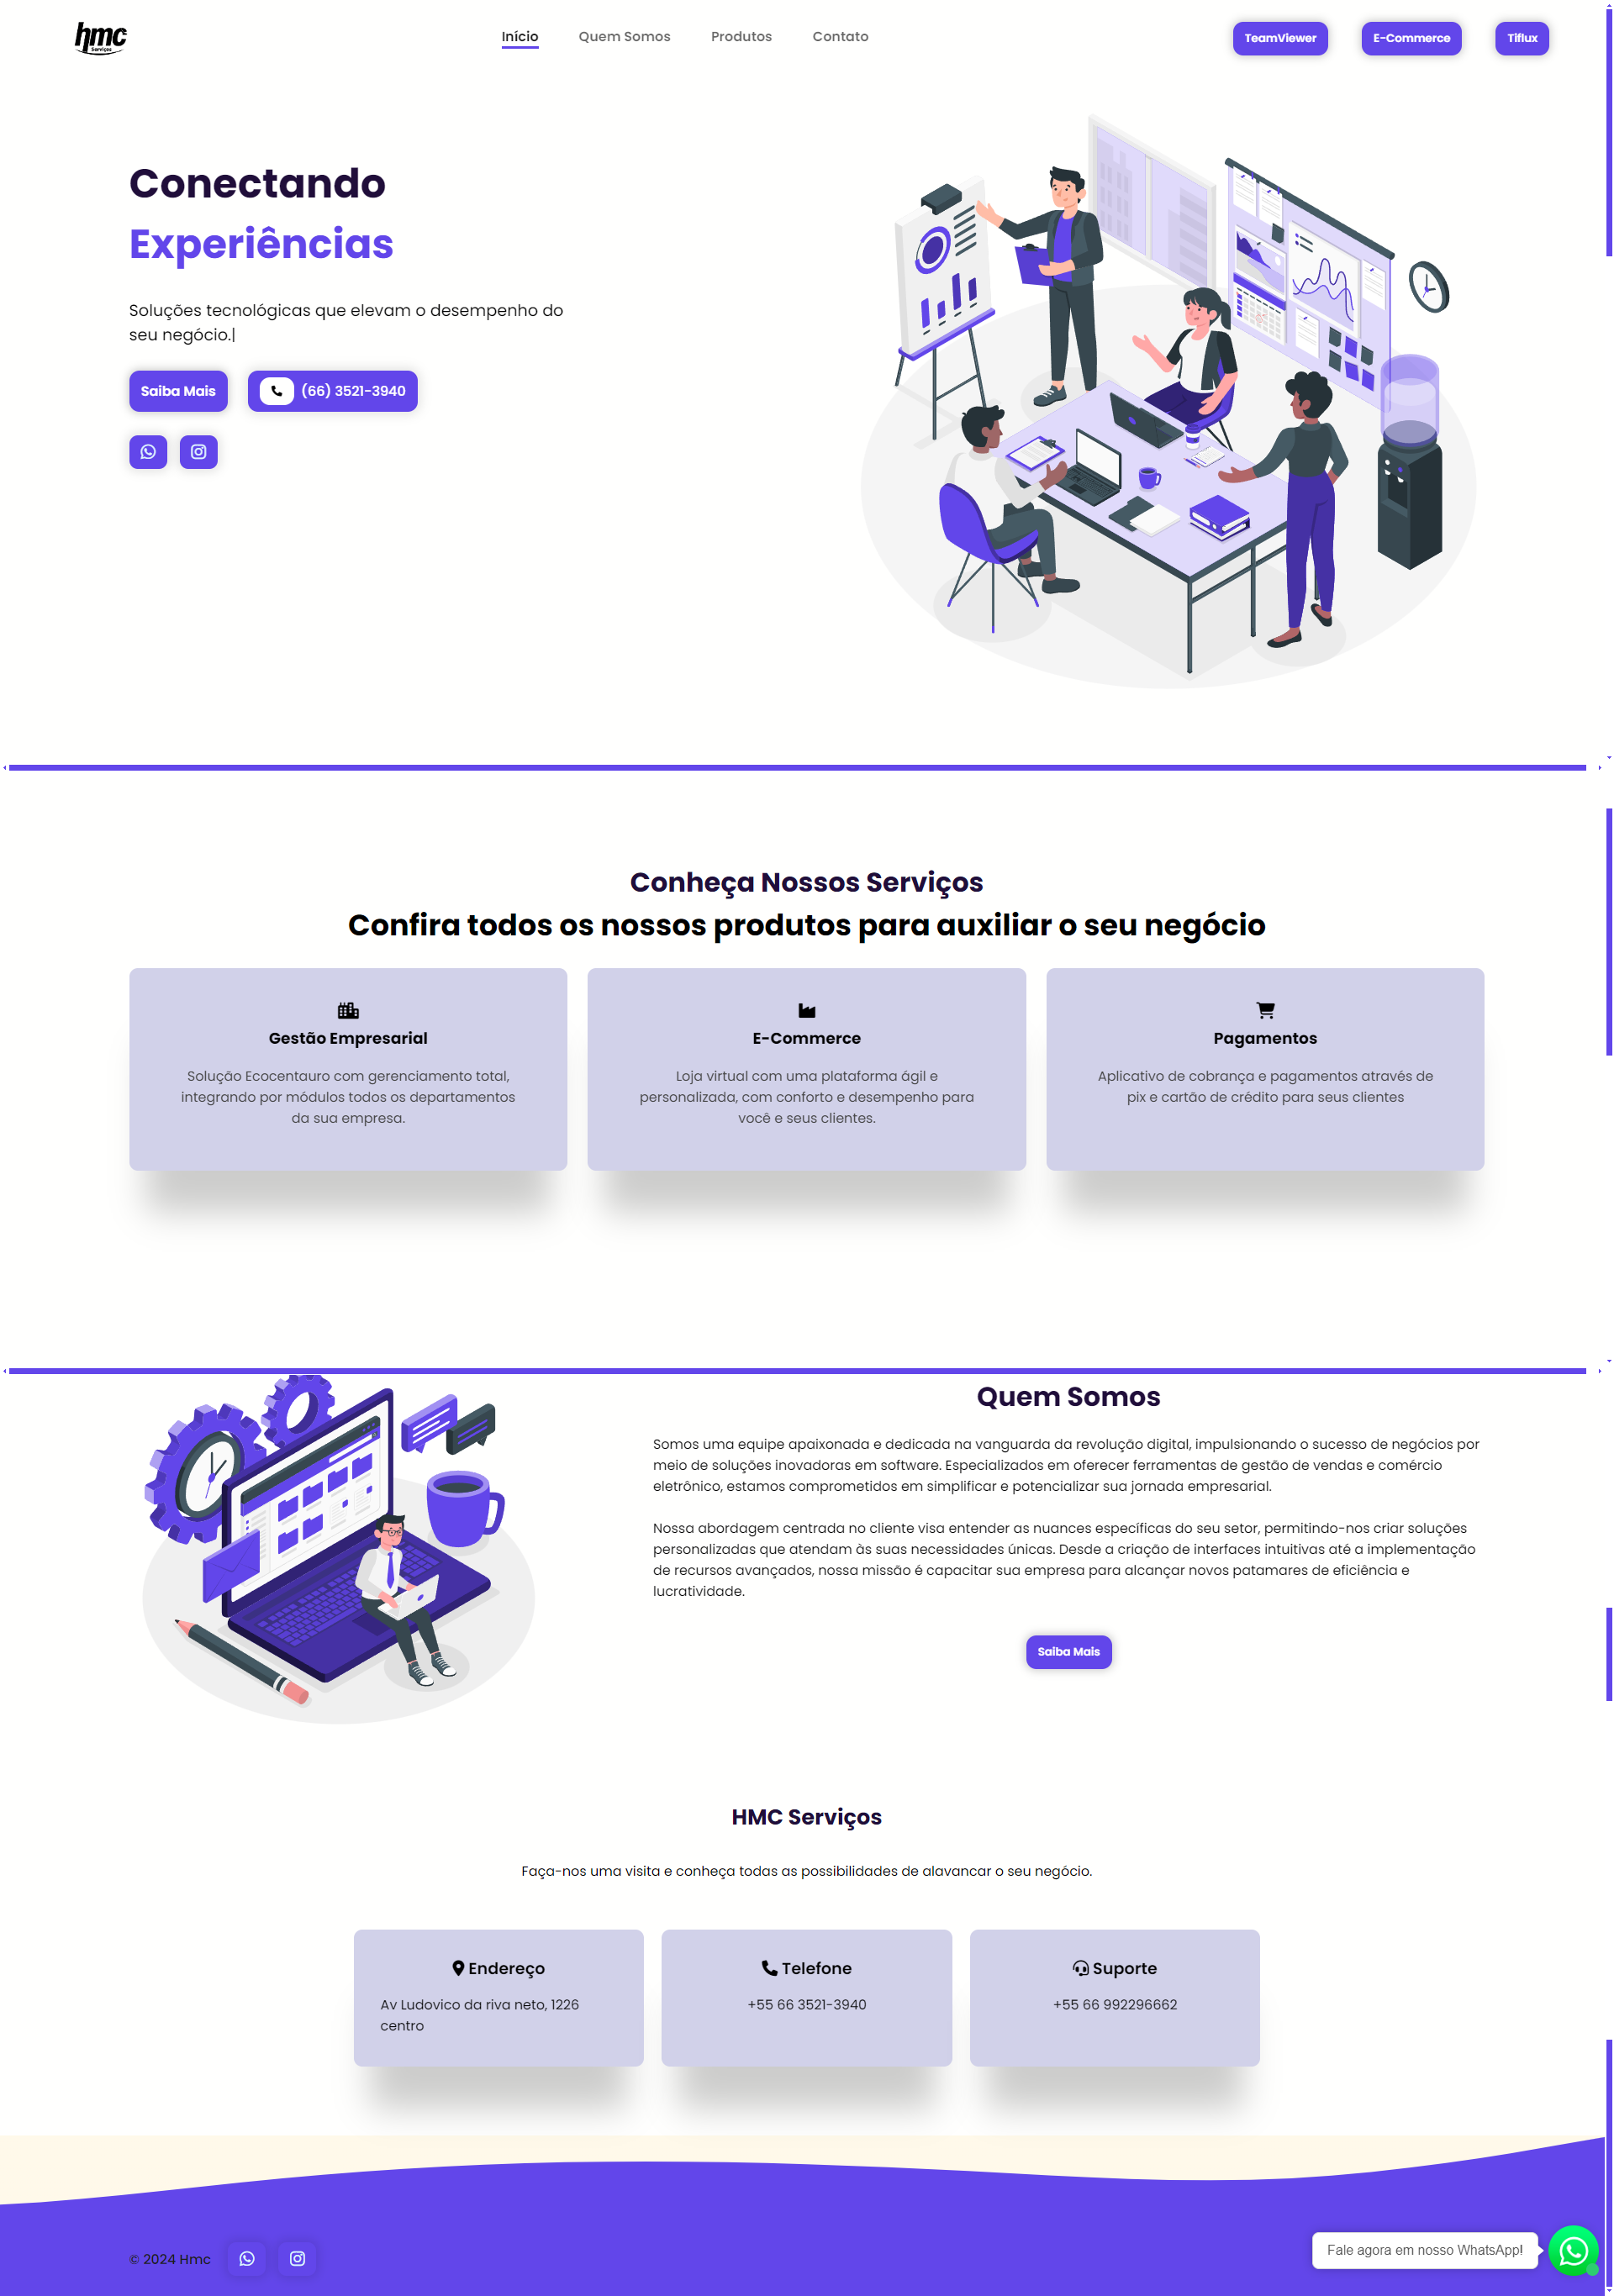 hmc
Serviços
Início
Quem Somos
Produtos
Contato
TeamViewer
E-Commerce
Tiflux
Conectando
Experiências
Soluções tecnológicas que elevam o desempenho do
seu negócio.|
Saiba Mais
(66) 3521-3940
Conheça Nossos Serviços
Confira todos os nossos produtos para auxiliar o seu negócio
Gestão Empresarial
Solução Ecocentauro com gerenciamento total,
integrando por módulos todos os departamentos
da sua empresa.
E-Commerce
Loja virtual com uma plataforma ágil e
personalizada, com conforto e desempenho para
você e seus clientes.
Pagamentos
Aplicativo de cobrança e pagamentos através de
pix e cartão de crédito para seus clientes
Quem Somos
Somos uma equipe apaixonada e dedicada na vanguarda da revolução digital, impulsionando o sucesso de negócios por
meio de soluções inovadoras em software. Especializados em oferecer ferramentas de gestão de vendas e comércio
eletrônico, estamos comprometidos em simplificar e potencializar sua jornada empresarial.
Nossa abordagem centrada no cliente visa entender as nuances específicas do seu setor, permitindo-nos criar soluções
personalizadas que atendam às suas necessidades únicas. Desde a criação de interfaces intuitivas até a implementação
de recursos avançados, nossa missão é capacitar sua empresa para alcançar novos patamares de eficiência e
lucratividade.
Saiba Mais
HMC Serviços
Faça-nos uma visita e conheça todas as possibilidades de alavancar o seu negócio.
Endereço
Av Ludovico da riva neto, 1226
centro
Telefone
+55 66 3521-3940
Suporte
+55 66 992296662
© 2024 Hmc
Fale agora em nosso WhatsApp!